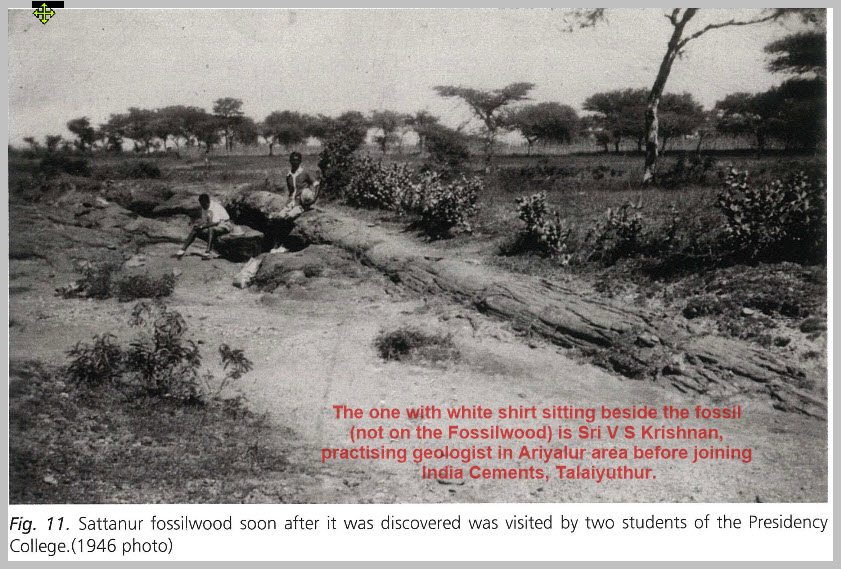 The one with white shirt sitting beside the fossil
(not on the Fossilwood) is Sri V S Krishnan,
practising geologist in Ariyalur area before joining
India Cements, Talaiyuthur.
Fig. 11. Sattanur fossilwood soon after it was discovered was visited by two students of the Presidency
College.(1946 photo)